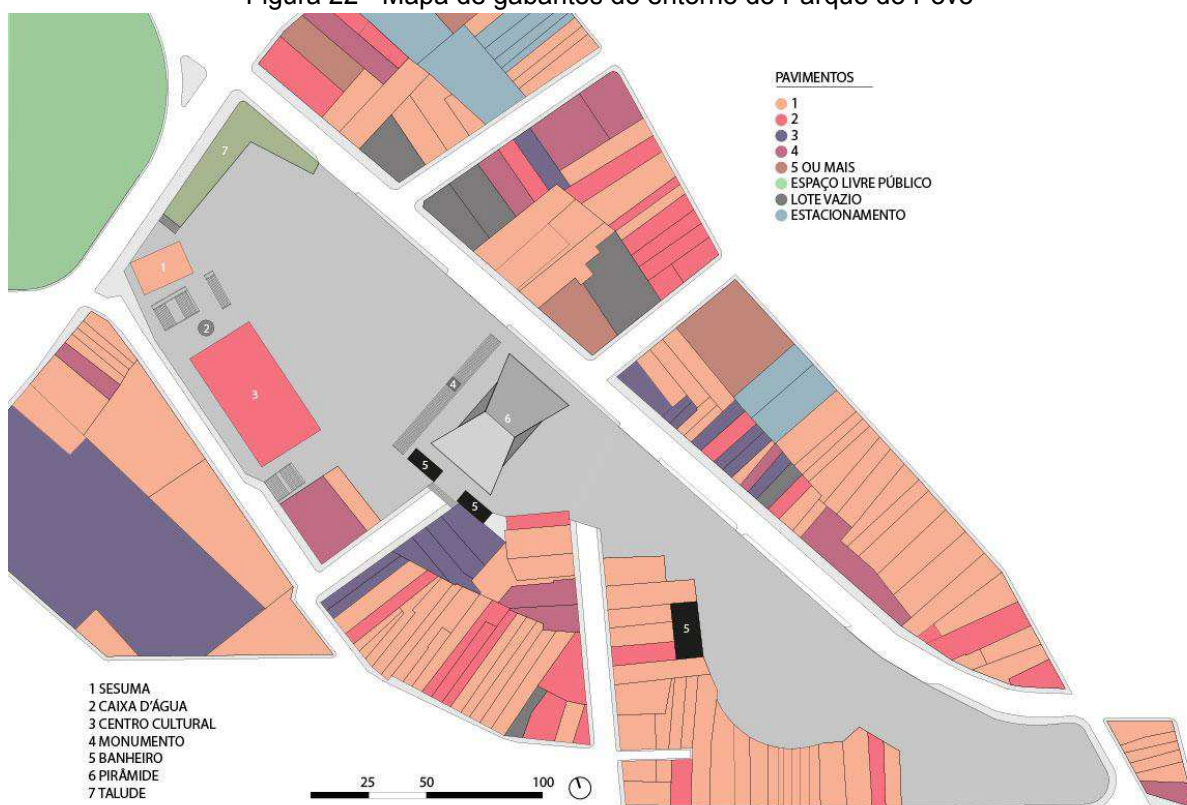 Figura 22 - Mapa de gabaritos do entorno do Parque do Povo
PAVIMENTOS
1
2
3
4
5 OU MAIS
ESPAÇO LIVRE PÚBLICO
LOTE VAZIO
ESTACIONAMENTO
7
1
2
3
4
6
5
5
5
1 SESUMA
2 CAIXA D'ÁGUA
3 CENTRO CULTURAL
4 MONUMENTO
5 BANHEIRO
6 PIRÂMIDE
7 TALUDE
25 50 100